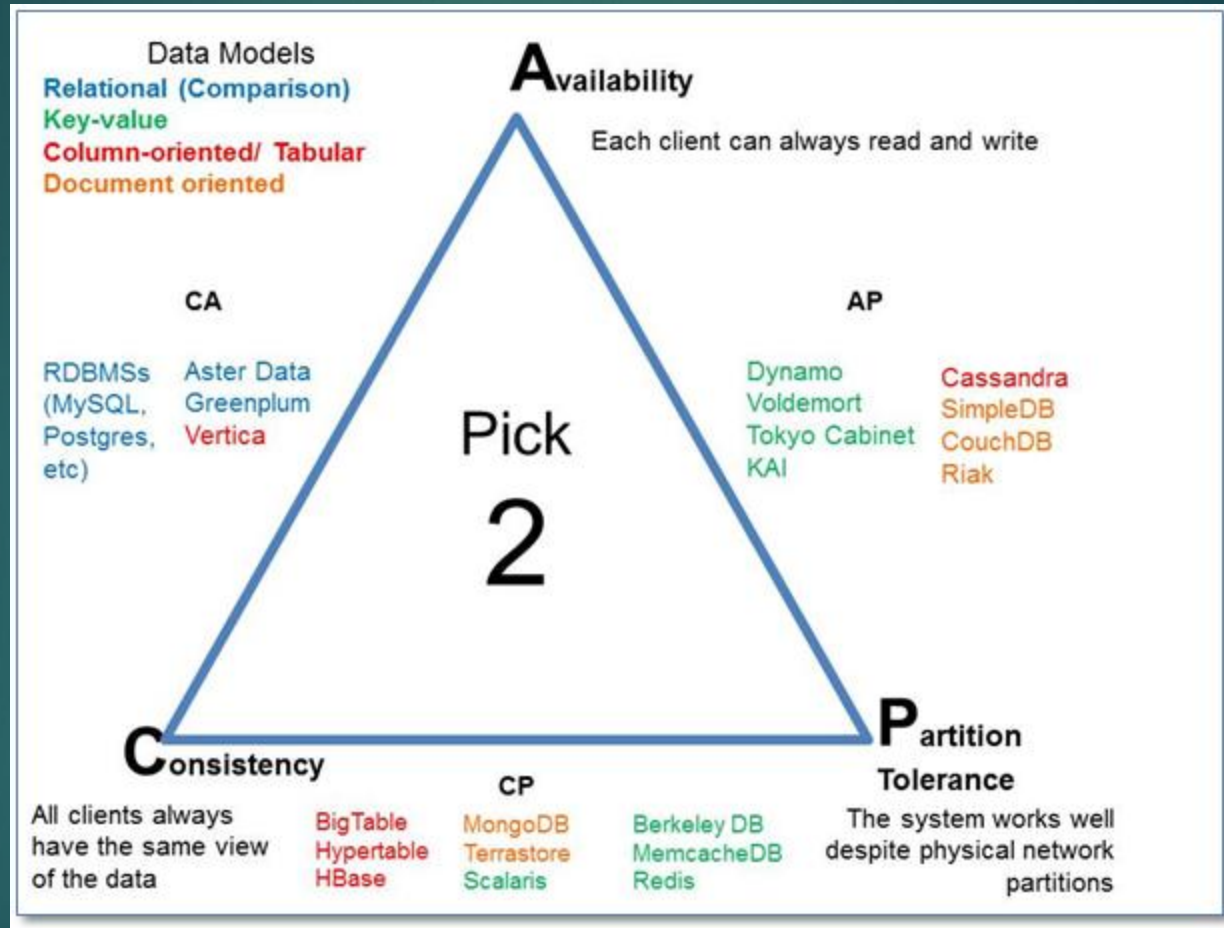 Data Models
Relational (Comparison)
Key-value
Column-oriented/ Tabular
Document oriented
Availability
Each client can always read and write
CA
RDBMSs
(MySQL,
Postgres,
etc)
Aster Data
Greenplum
Vertica
Pick
2
AP
Dynamo
Voldemort
Tokyo Cabinet
KAI
Cassandra
SimpleDB
CouchDB
Riak
Consistency
All clients always
have the same view
of the data
CP
BigTable
Hypertable
HBase
MongoDB
Terrastore
Scalaris
Berkeley DB
MemcacheDB
Redis
Partition
Tolerance
The system works well
despite physical network
partitions